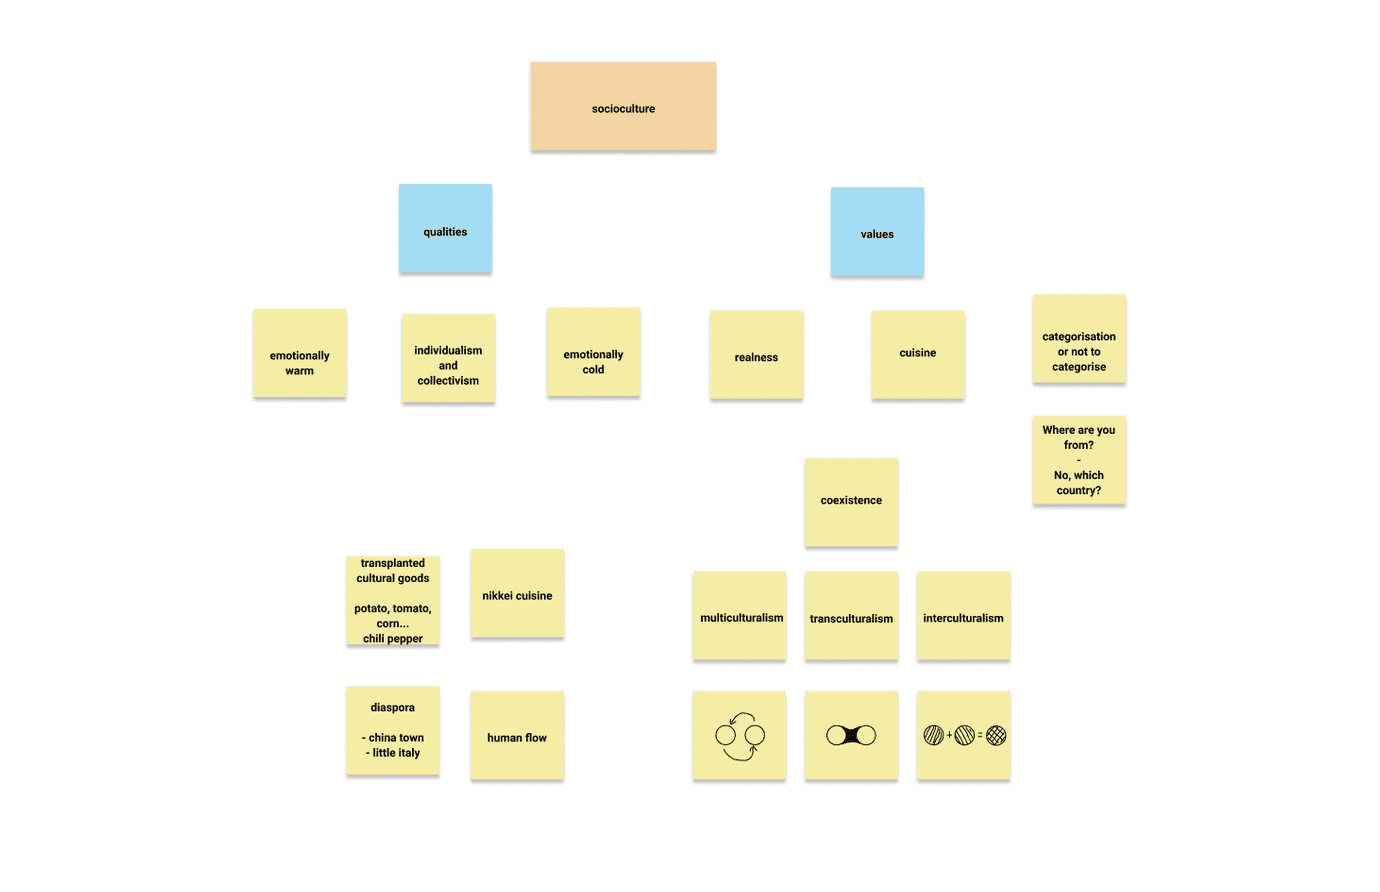 socioculture
qualities
values
emotionally
warm
individualism
and
collectivism
emotionally
cold
realness
cuisine
categorisation
or not to
categorise
Where are you
from?
-
No, which
country?
coexistence
transplanted
cultural goods
potato, tomato,
corn...
chili pepper
nikkei cuisine
multiculturalism
transculturalism
interculturalism
diaspora
- china town
- little italy
human flow
+ =